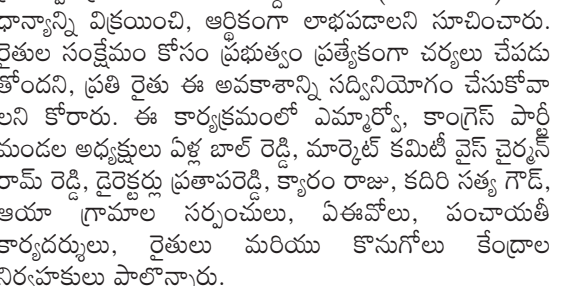 ధాన్యాన్ని విక్రయించి, ఆర్థికంగా లాభపడాలని సూచించారు.
రైతుల సంక్షేమం కోసం ప్రభుత్వం ప్రత్యేకంగా చర్యలు చేపడు
తోందని, ప్రతి రైతు ఈ అవకాశాన్ని సద్వినియోగం చేసుకోవా
లని కోరారు. ఈ కార్యక్రమంలో ఎమ్మార్వో, కాంగ్రెస్ పార్టీ
మండల అధ్యక్షులు ఏళ్ల బాల్ రెడ్డి, మార్కెట్ కమిటీ వైస్ చైర్మన్
రామ్ రెడ్డి, డైరెక్టర్లు ప్రతాపరెడ్డి, క్యారం రాజు, కదిరి సత్య గౌడ్,
ఆయా గ్రామాల సర్పంచులు, ఏఈవోలు, పంచాయతీ
కార్యదర్శులు, రైతులు మరియు కొనుగోలు కేంద్రాల
నిర్వహకులు పాల్గొన్నారు.